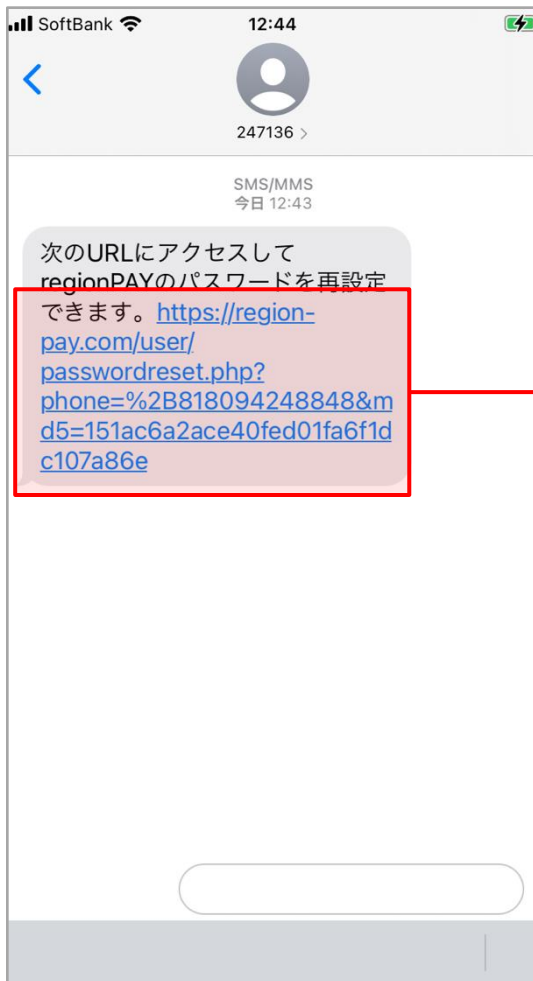 SoftBank 12:44
247136 >
SMS/MMS
今日 12:43
次のURLにアクセスして
regionPAYのパスワードを再設定
できます。https://region-
pay.com/user/
passwordreset.php?
phone=%2B818094248848&m
d5=151ac6a2ace40fed01fa6f1d
c107a86e